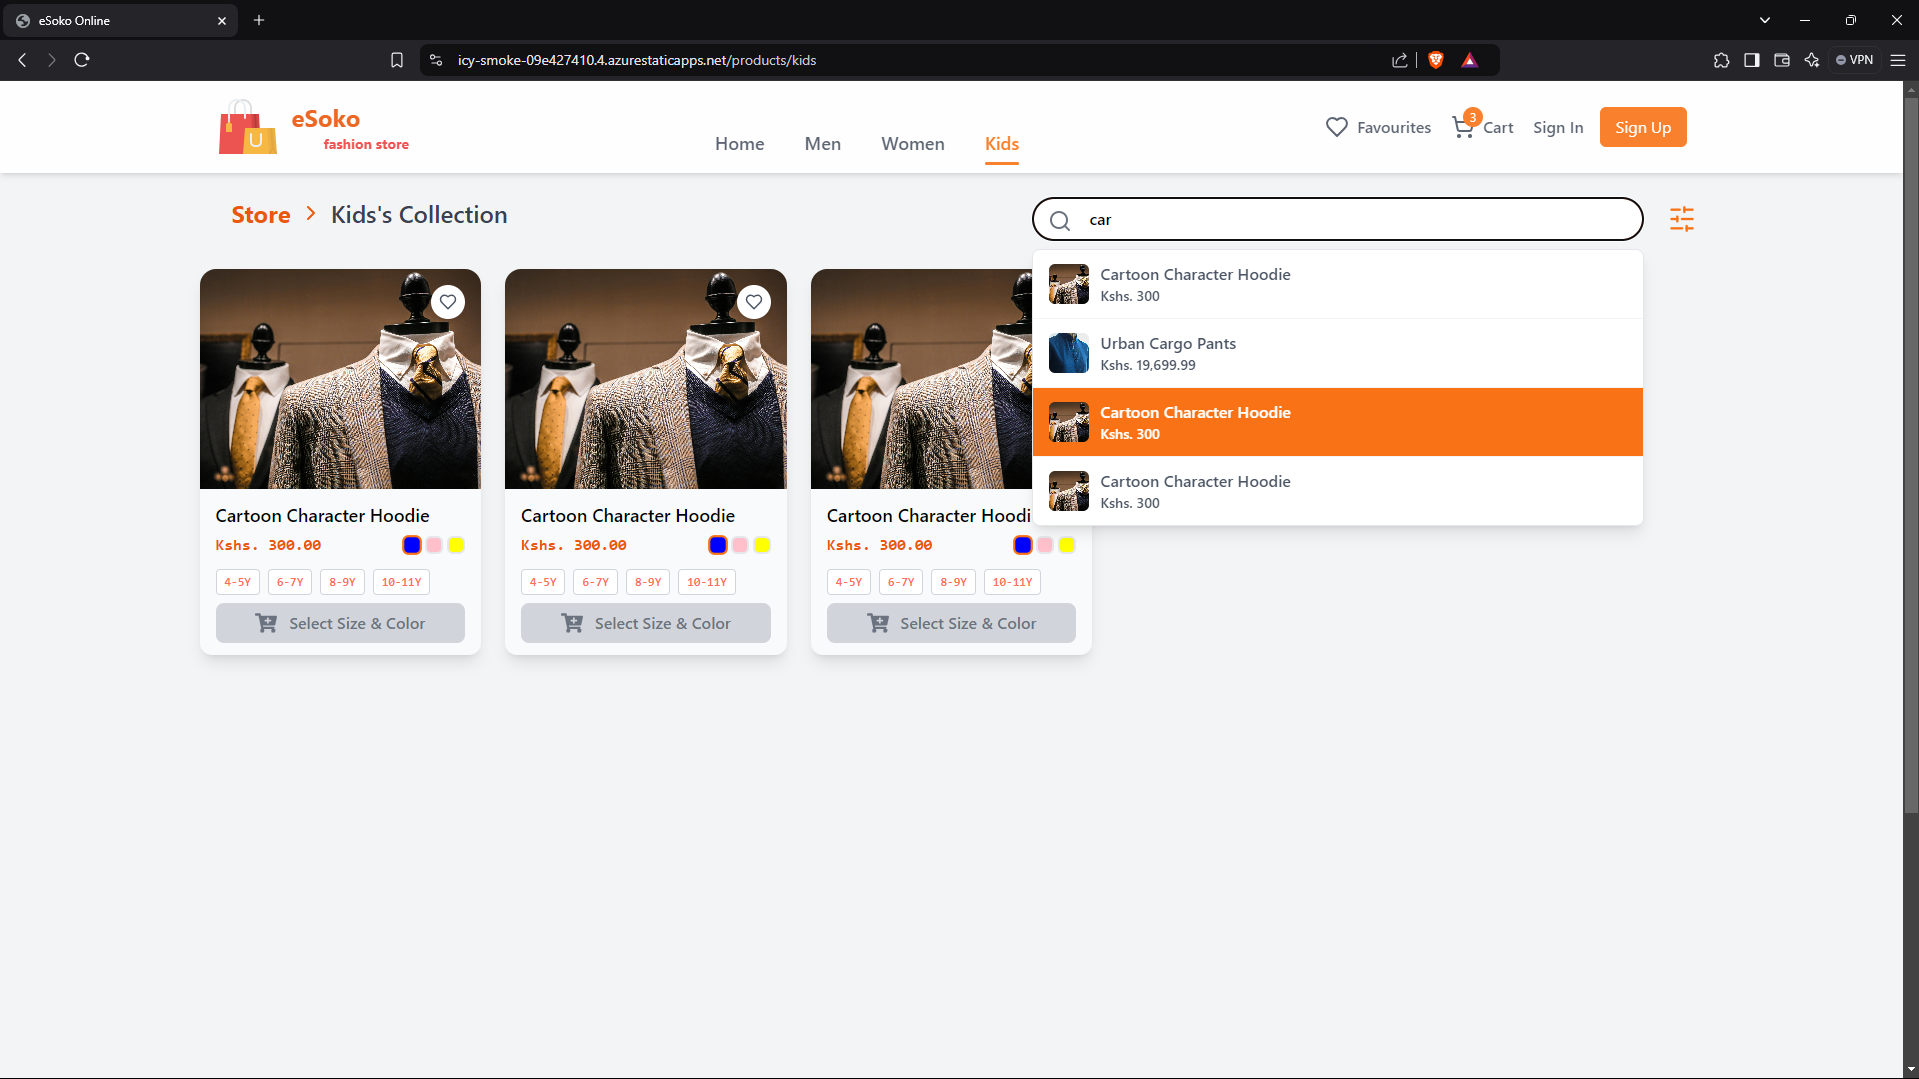 eSoko Online
icy-smoke-09e427410.4.azurestaticapps.net/products/kids
VPN
U
eSoko
fashion store
Home
Men
Women
Kids
Favourites
3
Cart
Sign In
Sign Up
Store
Kids's Collection
car
Cartoon Character Hoodie
Kshs. 300
Urban Cargo Pants
Kshs. 19,699.99
Cartoon Character Hoodie
Kshs. 300
Cartoon Character Hoodie
Kshs. 300
Cartoon Character Hoodie
Kshs. 300.00
4-5Y
6-7Y
8-9Y
10-11Y
Select Size & Color
Cartoon Character Hoodie
Kshs. 300.00
4-5Y
6-7Y
8-9Y
10-11Y
Select Size & Color
Cartoon Character Hoodi
Kshs. 300.00
4-5Y
6-7Y
8-9Y
10-11Y
Select Size & Color